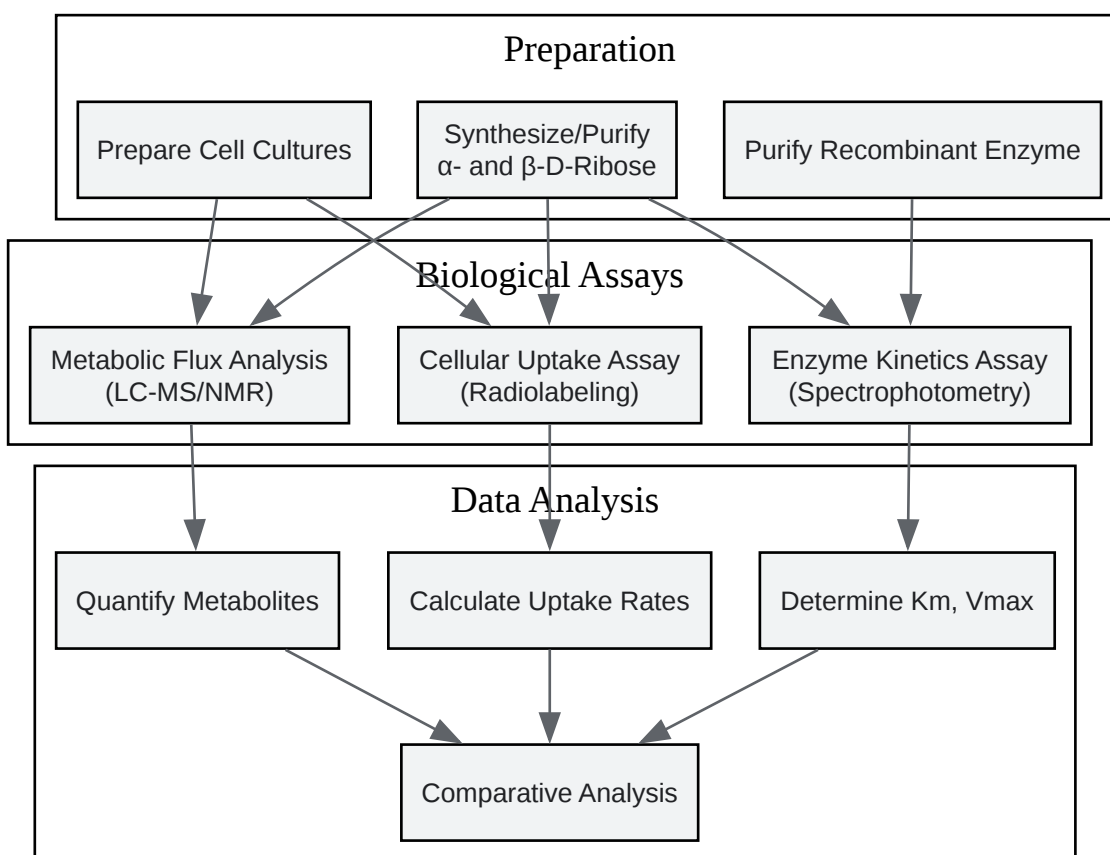 Preparation
Prepare Cell Cultures
Synthesize/Purify
α- and β-D-Ribose
Purify Recombinant Enzyme
Biological Assays
Metabolic Flux Analysis
(LC-MS/NMR)
Cellular Uptake Assay
(Radiolabeling)
Enzyme Kinetics Assay
(Spectrophotometry)
Data Analysis
Quantify Metabolites
Calculate Uptake Rates
Determine Km, Vmax
Comparative Analysis